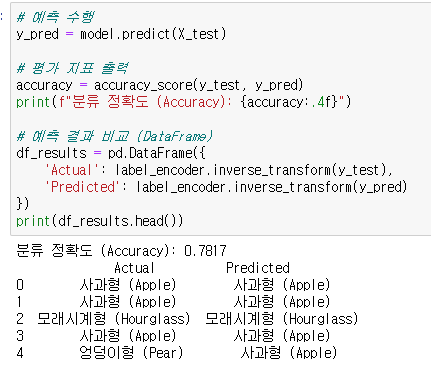 :
# 예측 수행
y_pred = model.predict(X_test)
# 평가 지표 출력
accuracy = accuracy_score(y_test, y_pred)
print(f"분류 정확도 (Accuracy): {accuracy:.4f}")
# 예측 결과 비교 (DataFrame)
df_results = pd.DataFrame({
    'Actual': label_encoder.inverse_transform(y_test),
    'Predicted': label_encoder.inverse_transform(y_pred)
})
print(df_results.head())
분류 정확도 (Accuracy): 0.7817
Actual Predicted
0 사과형 (Apple) 사과형 (Apple)
1 사과형 (Apple) 사과형 (Apple)
2 모래시계형 (Hourglass) 모래시계형 (Hourglass)
3 사과형 (Apple) 사과형 (Apple)
4 엉덩이형 (Pear) 사과형 (Apple)